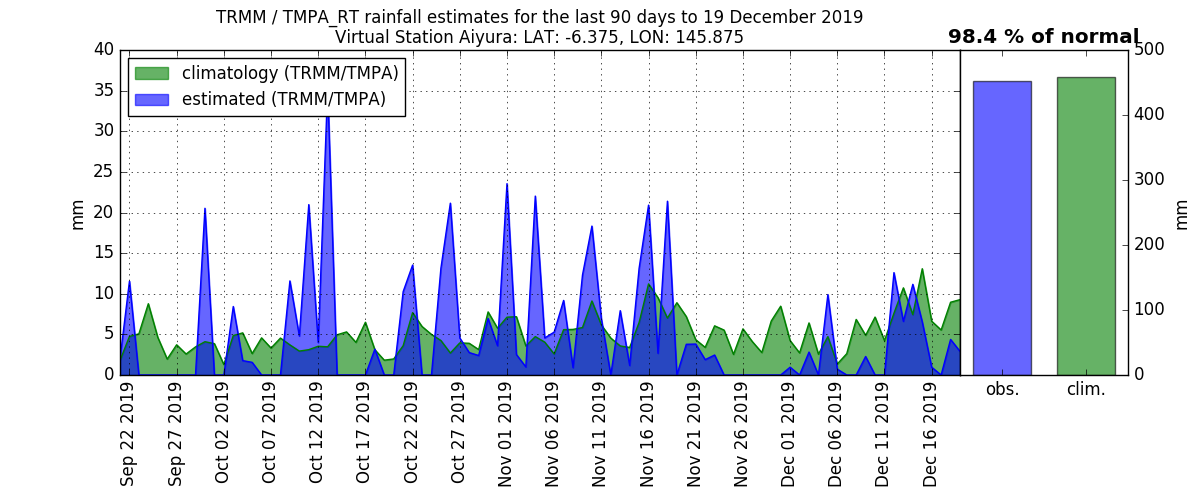 TRMM / TMPA_RT rainfall estimates for the last 90 days to 19 December 2019
Virtual Station Aiyura: LAT: -6.375, LON: 145.875
98.4 % of normal
climatology (TRMM/TMPA)
estimated (TRMM/TMPA)
40
35
30
25
20
15
10
5
0
mm
Sep 22 2019
Sep 27 2019
Oct 02 2019
Oct 07 2019
Oct 12 2019
Oct 17 2019
Oct 22 2019
Oct 27 2019
Nov 01 2019
Nov 06 2019
Nov 11 2019
Nov 16 2019
Nov 21 2019
Nov 26 2019
Dec 01 2019
Dec 06 2019
Dec 11 2019
Dec 16 2019
obs.
clim.
500
400
300
200
100
0
mm